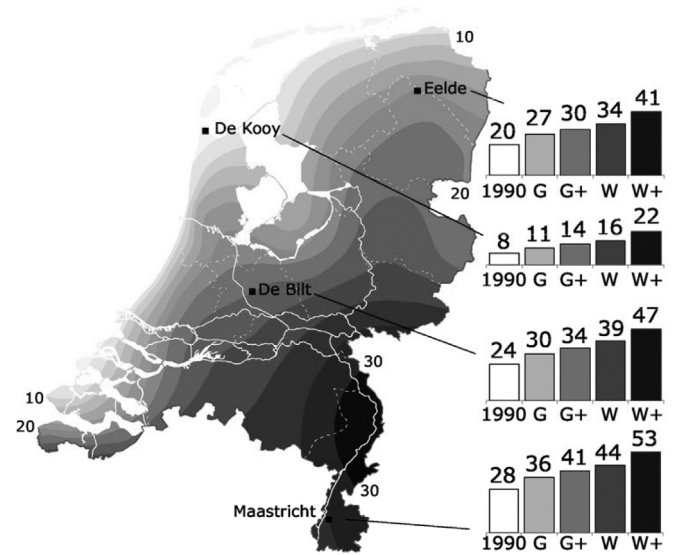 10
Eelde
De Kooy
20 27 30 34 41
1990 G G+ W W+
20
8 11 14 16 22
1990 G G+ W W+
De Bilt
24 30 34 39 47
1990 G G+ W W+
30
10
20
28 36 41 44 53
1990 G G+ W W+
30
Maastricht